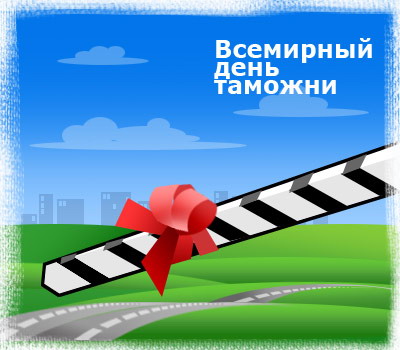 Всемирный
день
таможни